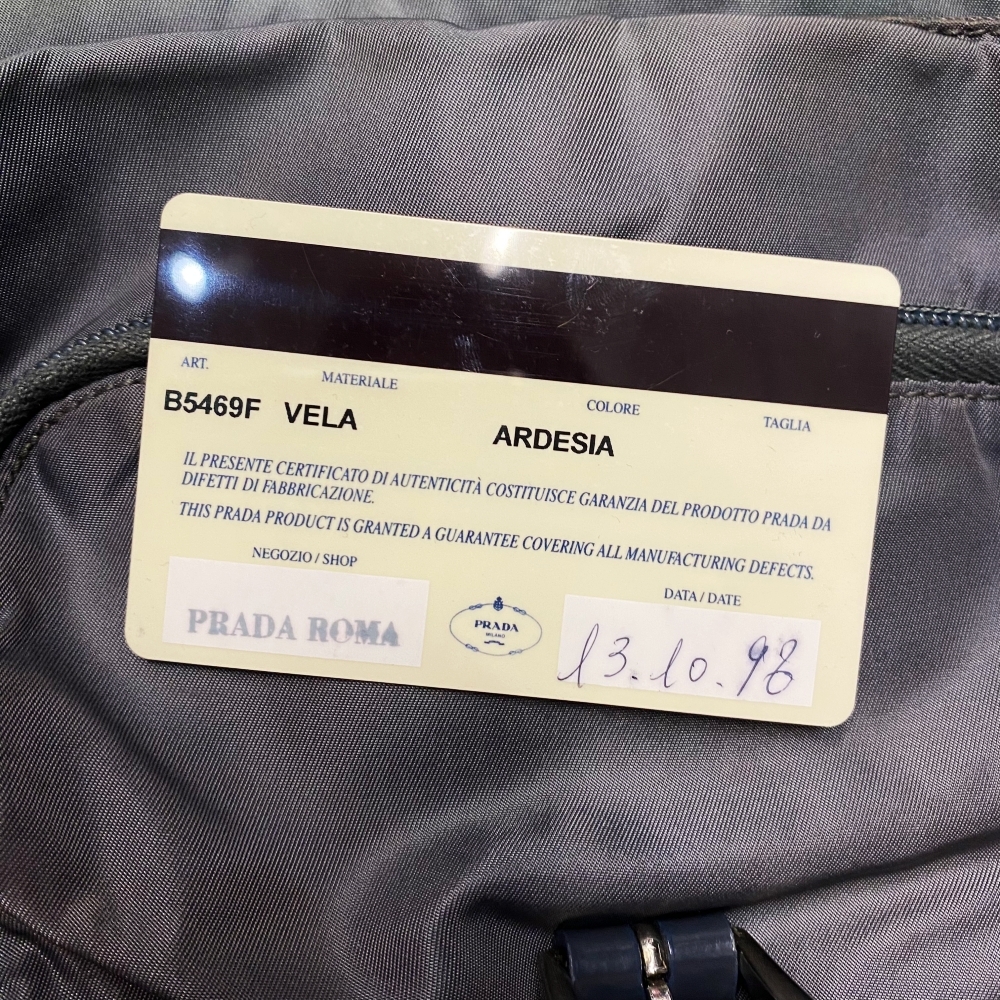 ART.
MATERIALE
COLORE
TAGLIA
B5469F VELA
ARDESIA
IL PRESENTE CERTIFICATO DI AUTENTICITÀ COSTITUISCE GARANZIA DEL PRODOTTO PRADA DA
DIFETTI DI FABBRICAZIONE.
THIS PRADA PRODUCT IS GRANTED A GUARANTEE COVERING ALL MANUFACTURING DEFECTS.
NEGOZIO / SHOP
PRADA ROMA
PRADA
MILANO
DATA / DATE
13.10.98